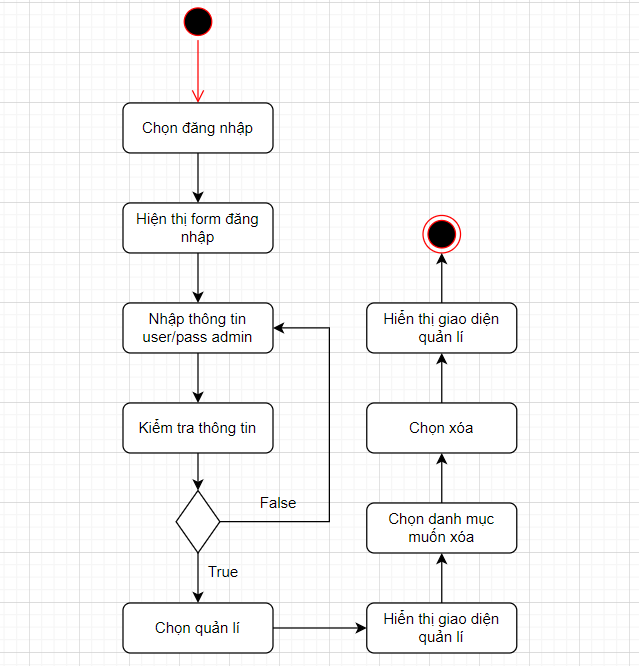 Chọn đăng nhập
Hiện thị form đăng
nhập
Nhập thông tin
user/pass admin
Kiểm tra thông tin
False
True
Chọn quản lí
Hiển thị giao diện
quản lí
Chọn danh mục
muốn xóa
Chọn xóa
Hiển thị giao diện
quản lí